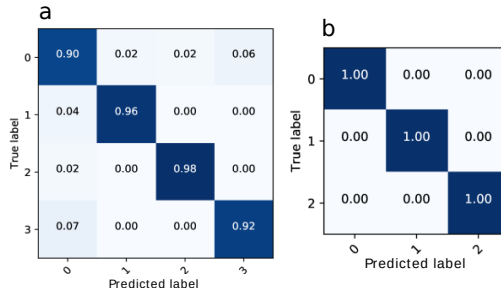 a
0 0.90 0.02 0.02 0.06
1 0.04 0.96 0.00 0.00
2 0.02 0.00 0.98 0.00
3 0.07 0.00 0.00 0.92
True label
0 1 2 3
Predicted label
b
0 1.00 0.00 0.00
1 0.00 1.00 0.00
2 0.00 0.00 1.00
True label
0 1 2
Predicted label